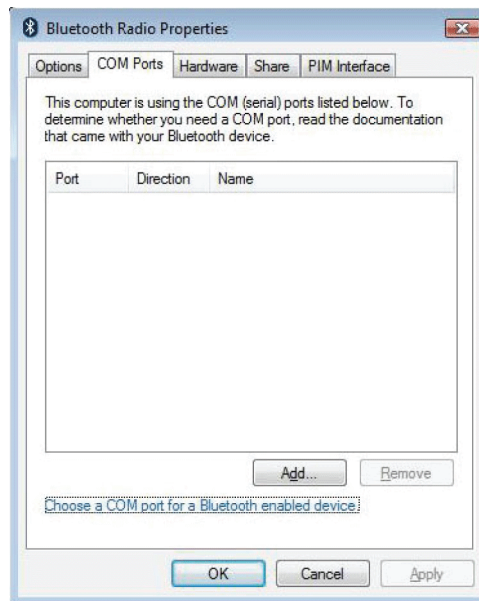 Bluetooth Radio Properties
Options COM Ports Hardware Share PIM Interface
This computer is using the COM (serial) ports listed below. To
determine whether you need a COM port, read the documentation
that came with your Bluetooth device.
Port Direction Name
Add... Remove
Choose a COM port for a Bluetooth enabled device.
OK Cancel Apply